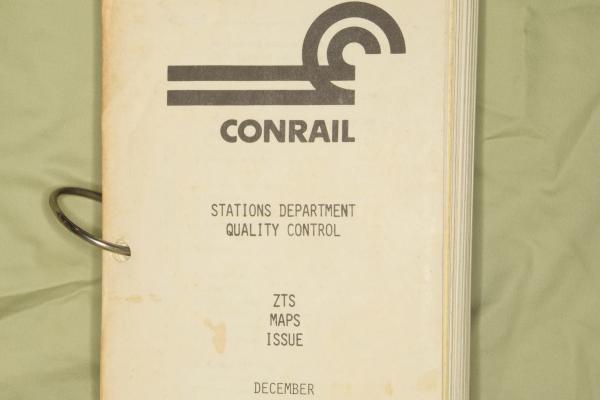 CONRAIL
STATIONS DEPARTMENT
QUALITY CONTROL
ZTS
MAPS
ISSUE
DECEMBER